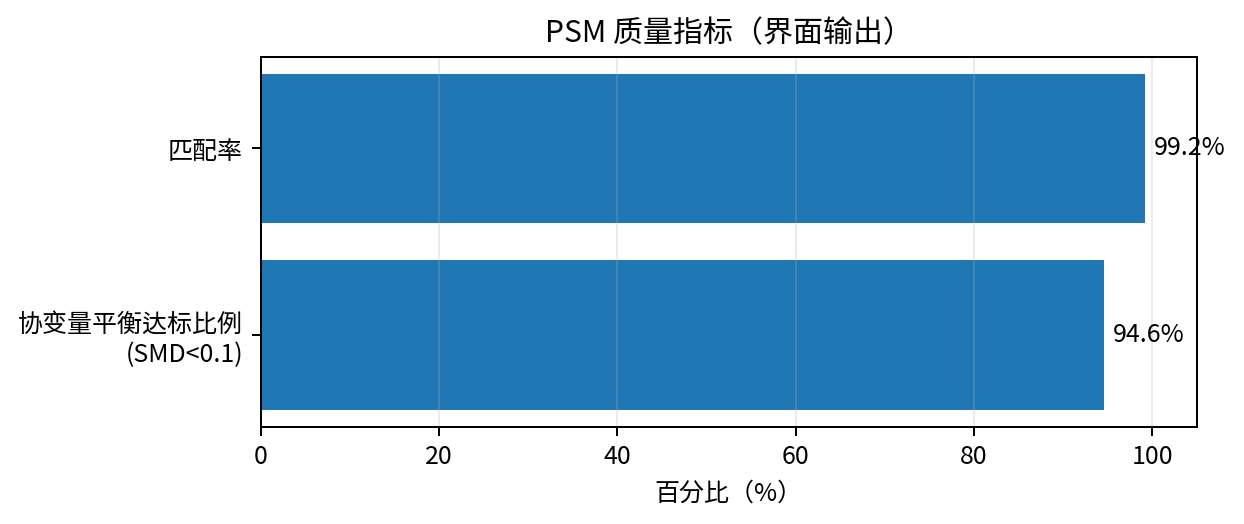 PSM 质量指标（界面输出）
匹配率
99.2%
协变量平衡达标比例
(SMD<0.1)
94.6%
0 20 40 60 80 100
百分比（%）